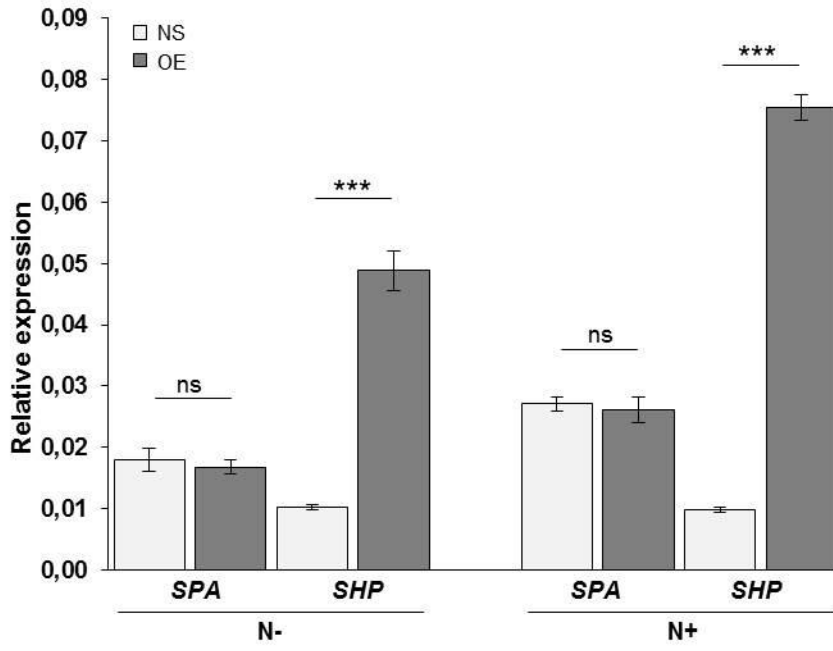 0,09
0,08
0,07
0,06
0,05
0,04
0,03
0,02
0,01
0,00
Relative expression
NS
OE
ns
***
ns
***
SPA SHP SPA SHP
N- N+